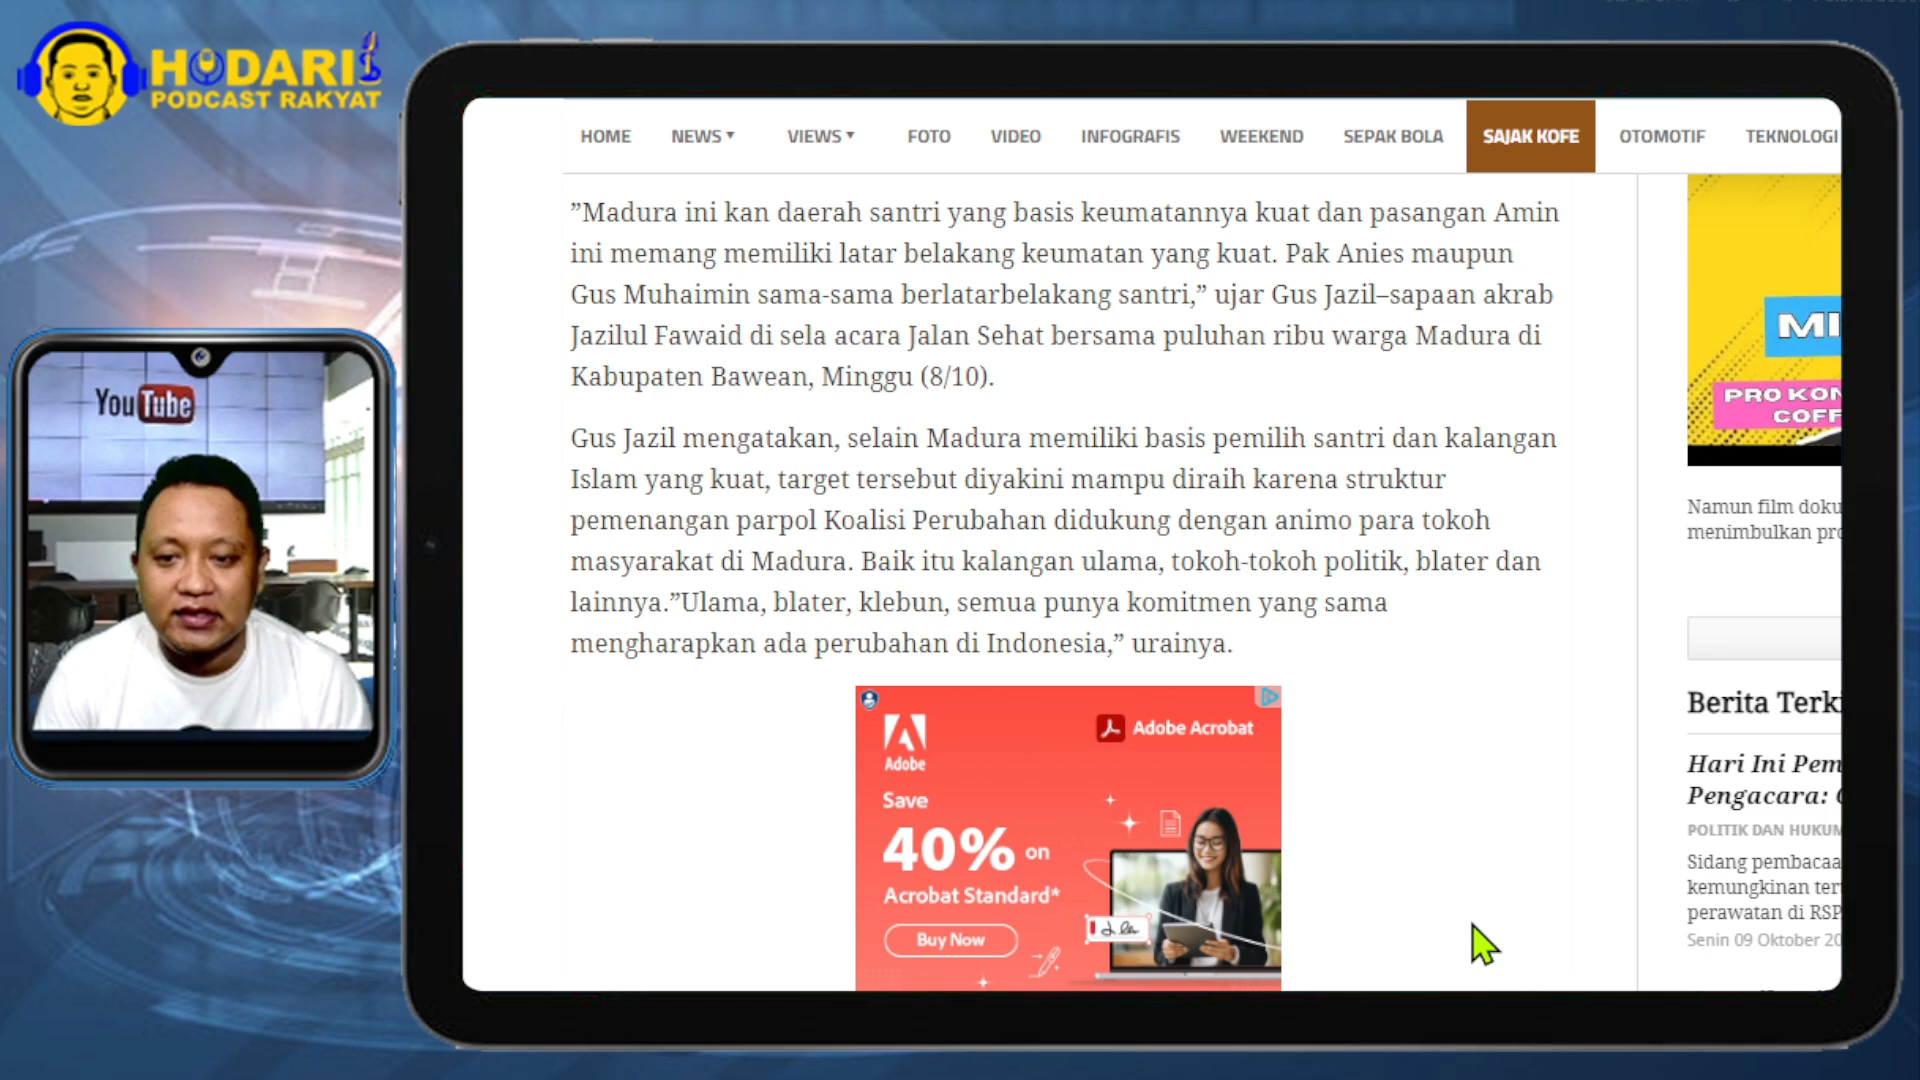 HODARI
PODCAST RAKYAT
YouTube
HOME NEWS VIEWS FOTO VIDEO INFOGRAFIS WEEKEND SEPAK BOLA SAJAK KOFE OTOMOTIF TEKNOLOGI
”Madura ini kan daerah santri yang basis keumatannya kuat dan pasangan Amin
ini memang memiliki latar belakang keumatan yang kuat. Pak Anies maupun
Gus Muhaimin sama-sama berlatarbelakang santri,” ujar Gus Jazil–sapaan akrab
Jazilul Fawaid di sela acara Jalan Sehat bersama puluhan ribu warga Madura di
Kabupaten Bawean, Minggu (8/10).
Gus Jazil mengatakan, selain Madura memiliki basis pemilih santri dan kalangan
Islam yang kuat, target tersebut diyakini mampu diraih karena struktur
pemenangan parpol Koalisi Perubahan didukung dengan animo para tokoh
masyarakat di Madura. Baik itu kalangan ulama, tokoh-tokoh politik, blater dan
lainnya.”Ulama, blater, klebun, semua punya komitmen yang sama
mengharapkan ada perubahan di Indonesia,” urainya.
Adobe
Adobe Acrobat
Save
40% on
Acrobat Standard*
Buy Now
MI
PRO KON
COFF
Namun film doku
menimbulkan pro
Berita Terki
Hari Ini Pem
Pengacara:
POLITIK DAN HUKUM
Sidang pembacaa
kemungkinan ter
perawatan di RSP
Senin 09 Oktober 20